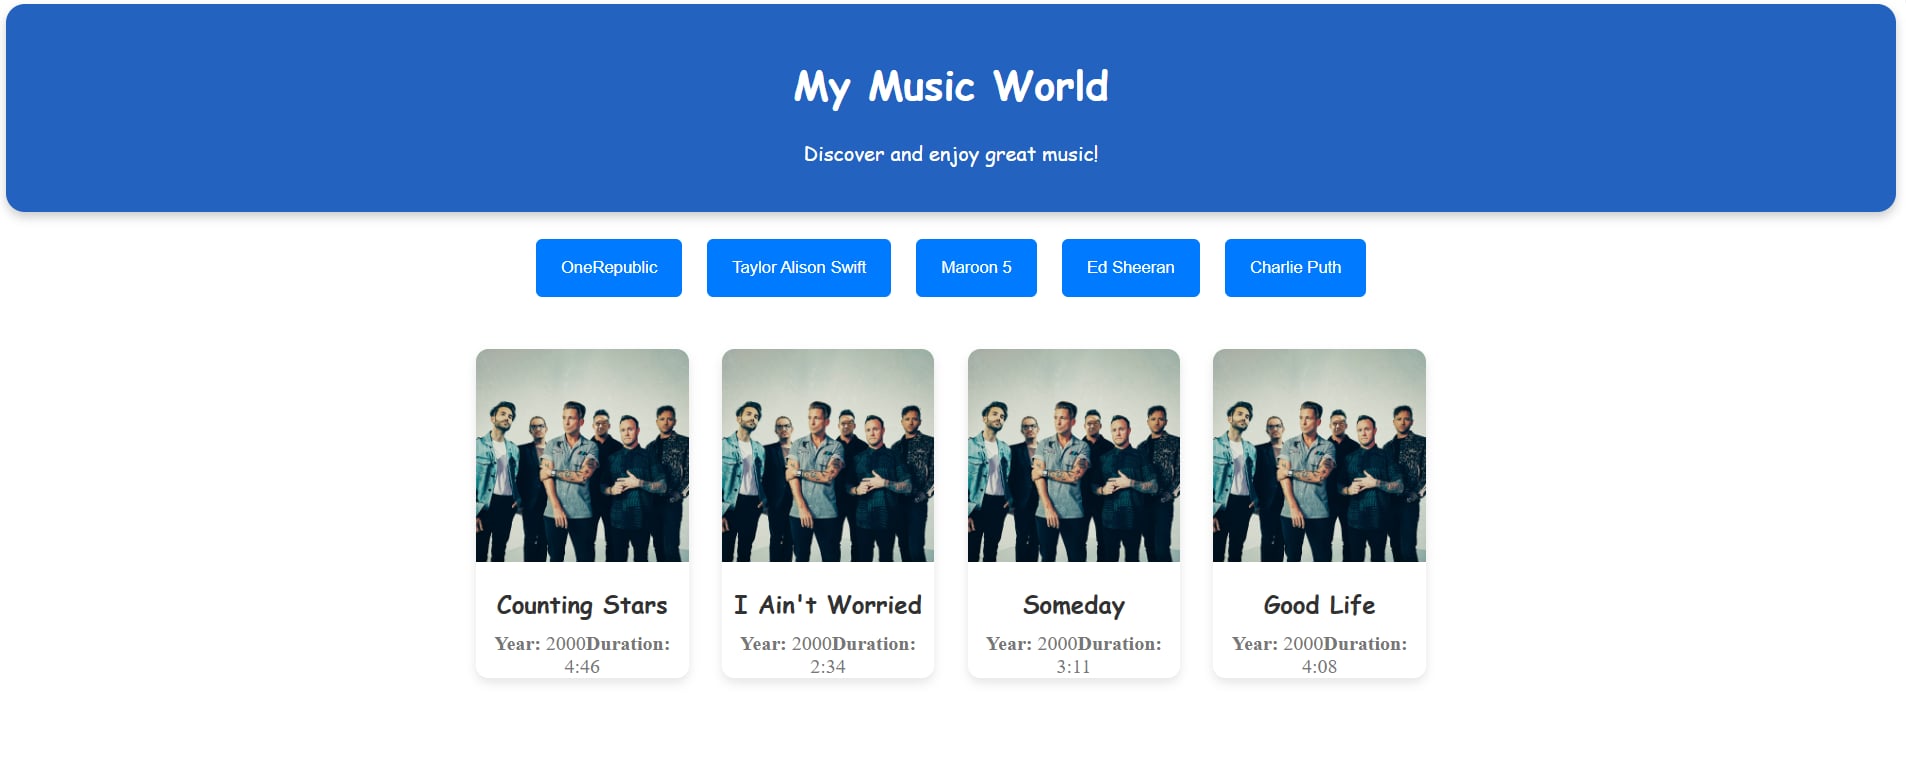 My Music World
Discover and enjoy great music!
OneRepublic
Taylor Alison Swift
Maroon 5
Ed Sheeran
Charlie Puth
Counting Stars
Year: 2000Duration:
4:46
I Ain't Worried
Year: 2000Duration:
2:34
Someday
Year: 2000Duration:
3:11
Good Life
Year: 2000Duration:
4:08